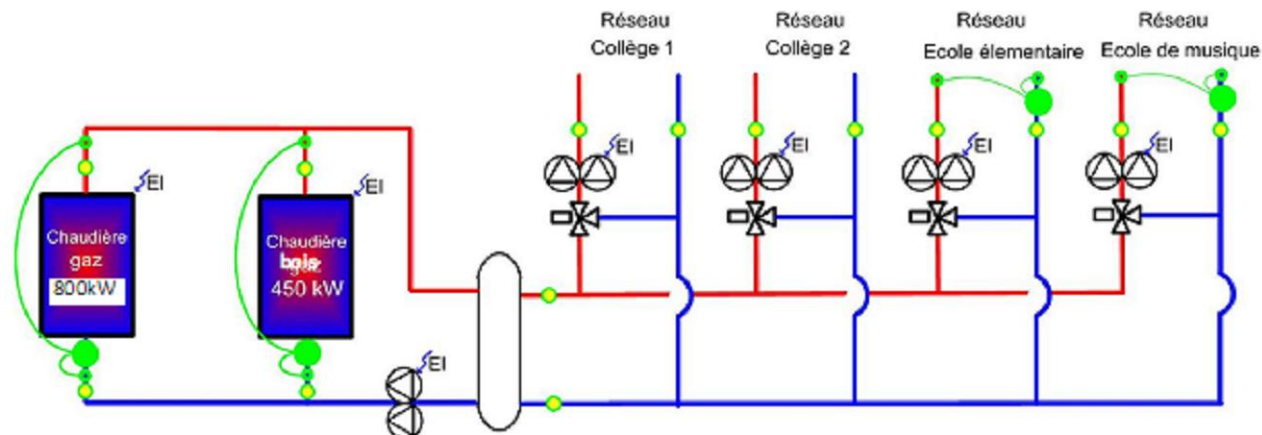 Réseau
Collège 1
Réseau
Collège 2
Réseau
Ecole élementaire
Réseau
Ecole de musique
EI
EI
EI
EI
EI
EI
Chaudière
gaz
800kW
Chaudière
bois
450 kW
EI